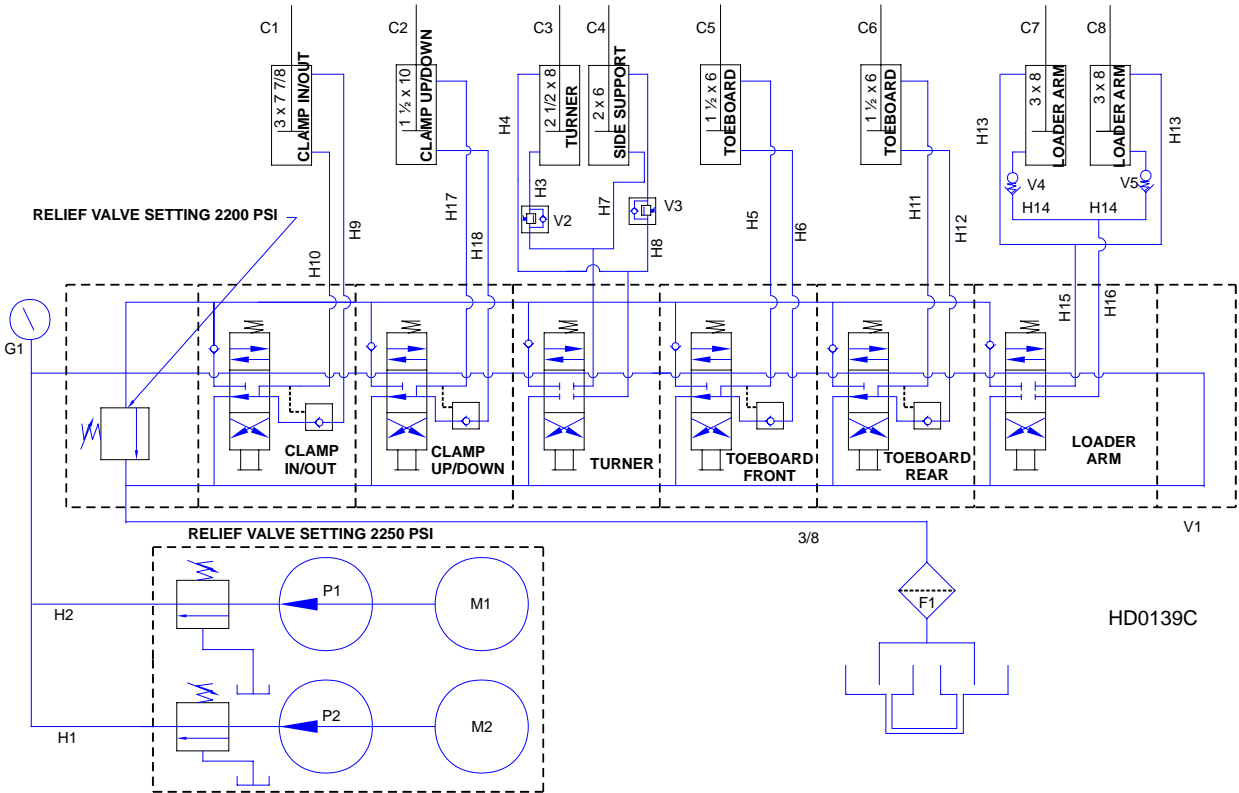 C1
C2
C3
C4
C5
C6
C7
C8
3 x 7 7/8
CLAMP IN/OUT
1 ½ x 10
CLAMP UP/DOWN
2 1/2 x 8
TURNER
2 x 6
SIDE SUPPORT
1 ½ x 6
TOEBOARD
1 ½ x 6
TOEBOARD
3 x 8
LOADER ARM
3 x 8
LOADER ARM
H4
H13
H13
H3
H7
V2
V3
V4
V5
H14
H14
RELIEF VALVE SETTING 2200 PSI
H10
H9
H17
H18
H8
H5
H6
H11
H12
H15
H16
G1
CLAMP
IN/OUT
CLAMP
UP/DOWN
TURNER
TOEBOARD
FRONT
TOEBOARD
REAR
LOADER
ARM
RELIEF VALVE SETTING 2250 PSI
3/8
V1
H2
P1
M1
F1
HD0139C
H1
P2
M2